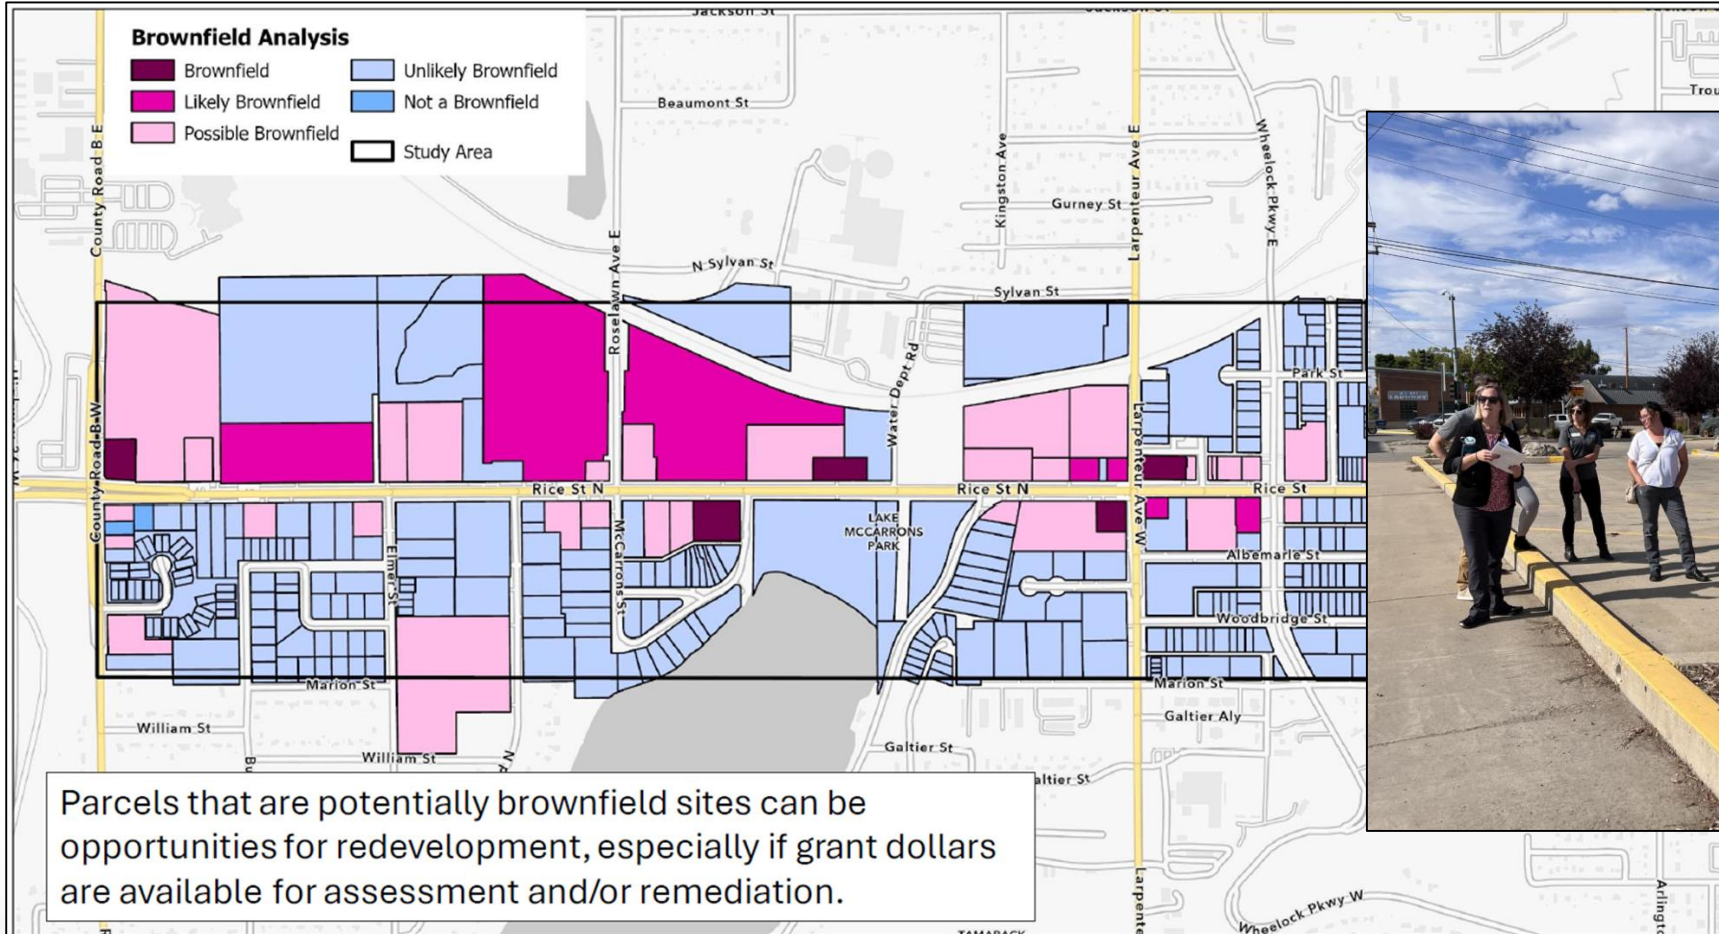 Jackson St
Brownfield Analysis
Brownfield
Likely Brownfield
Possible Brownfield
Unlikely Brownfield
Not a Brownfield
Study Area
Beaumont St
County Road B E
Kingston Ave
Larpenteur Ave E
Wheelock Pkwy E
Gurney St
Roselawn Ave E
N Sylvan St
Sylvan St
Water Dept Rd
Park St
County Road B W
Larpenteur Ave W
Rice St N
Rice St N
Rice St
LAKE
MCCARRONS
PARK
McCarrons St
Elmer St
Albemarle St
Woodbridge St
Marion St
Marion St
William St
Galtier Aly
William St
Galtier St
altier St
Parcels that are potentially brownfield sites can be
opportunities for redevelopment, especially if grant dollars
are available for assessment and/or remediation.
Larpente
Wheelock Pkwy W
Arlingto
TAMARACK